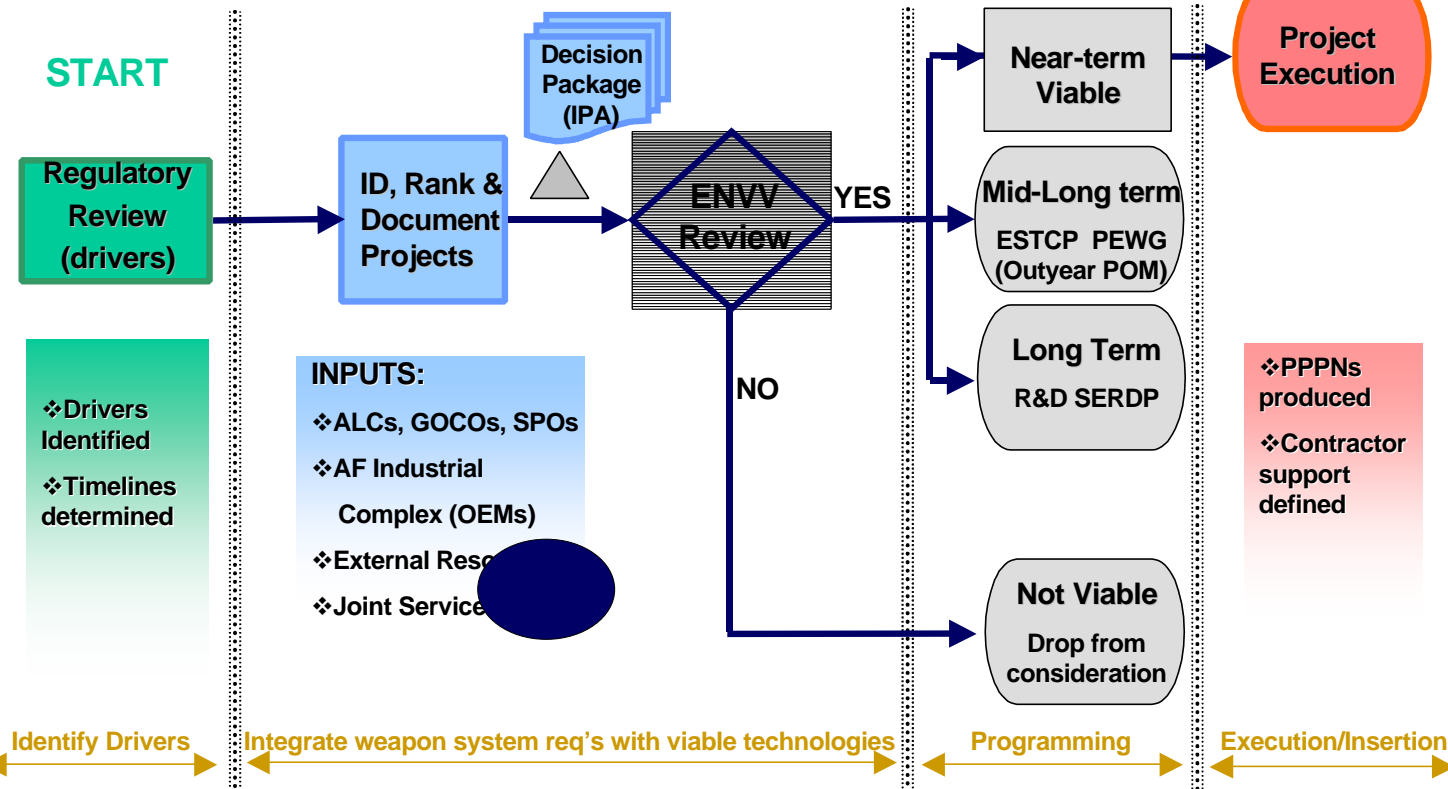 START
Regulatory
Review
(drivers)
❖Drivers
Identified
❖Timelines
determined
Decision
Package
(IPA)
ID, Rank &
Document
Projects
ENVV
Review
YES
NO
INPUTS:
❖ALCs, GOCOs, SPOs
❖AF Industrial
Complex (OEMs)
❖External
❖Joint
Near-term
Viable
Mid-Long term
ESTCP PEWG
(Outyear POM)
Long Term
R&D SERDP
Not Viable
Drop from
consideration
Project
Execution
❖PPPNs
produced
❖Contractor
support
defined
Identify Drivers
Integrate weapon system req's with viable technologies
Programming
Execution/Insertion